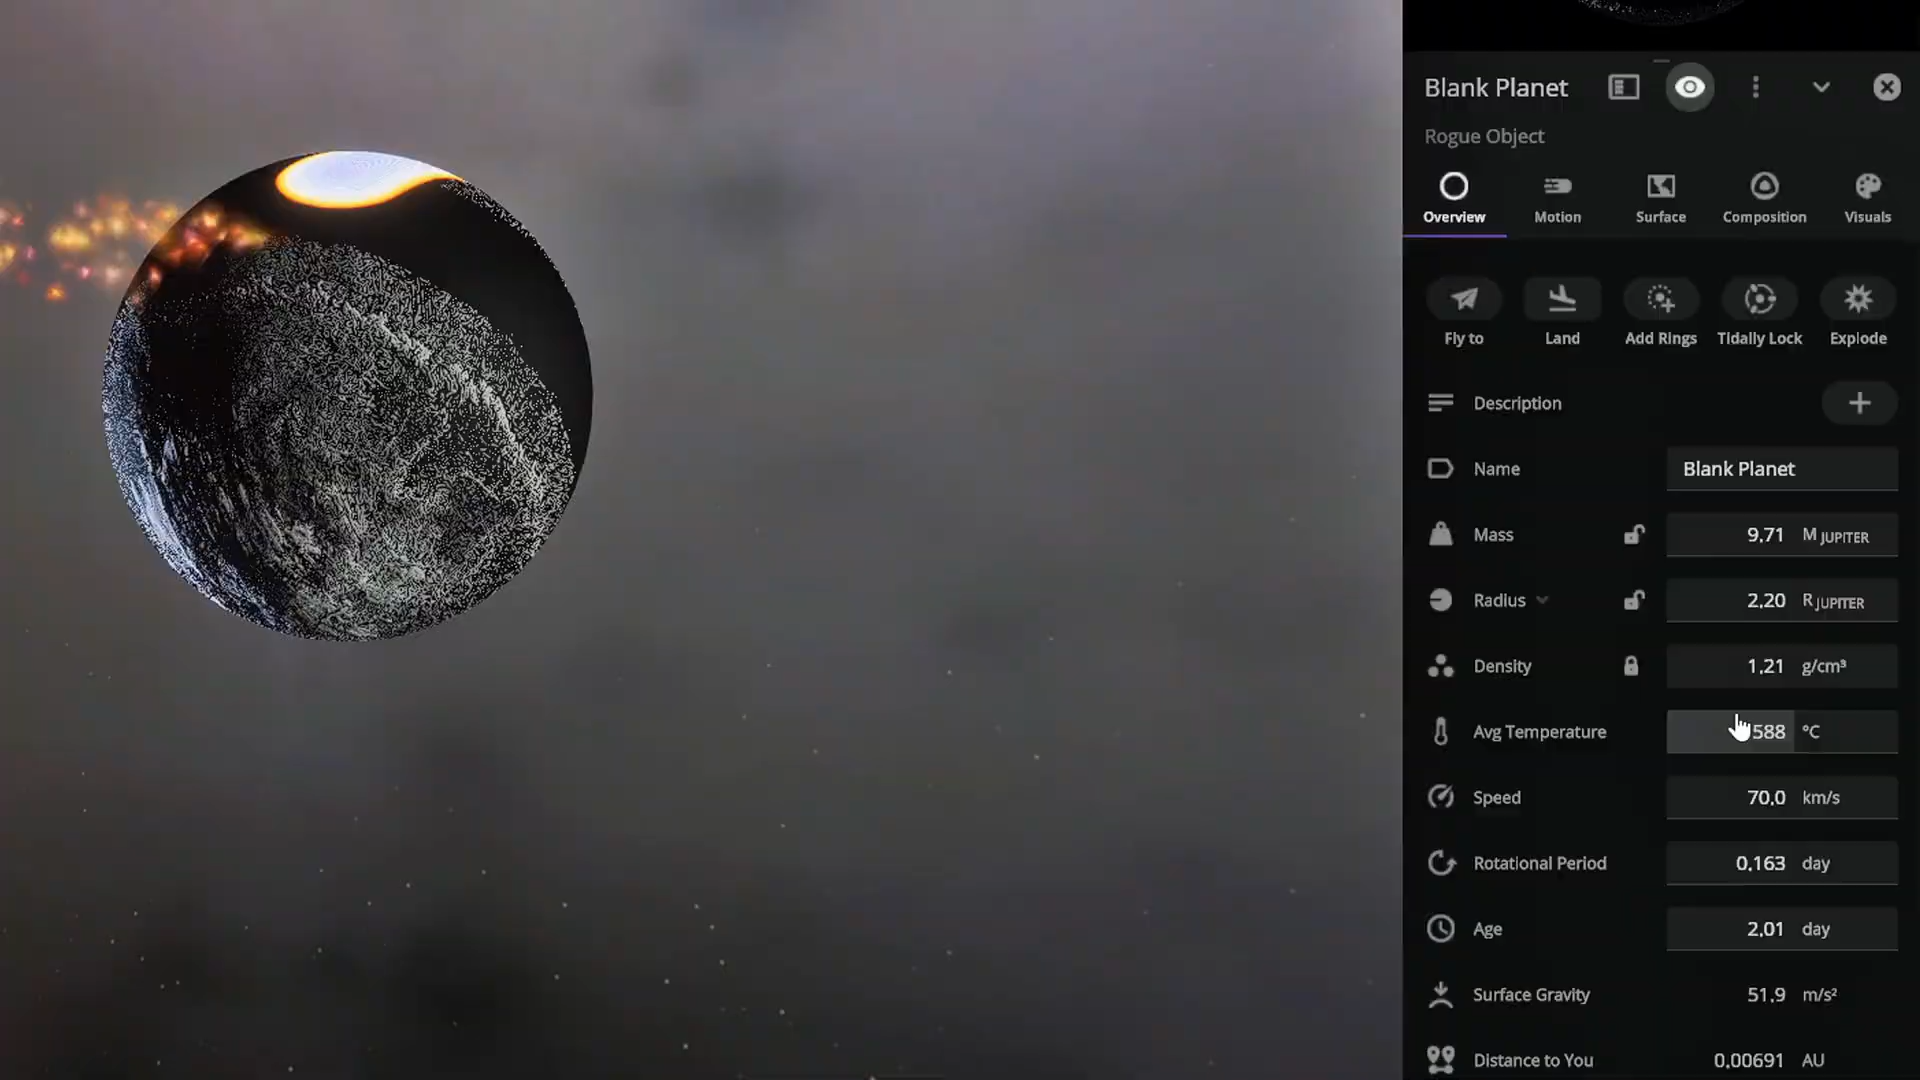 Blank Planet
Rogue Object
Overview Motion Surface Composition Visuals
Fly to Land Add Rings Tidally Lock Explode
Description
Name Blank Planet
Mass 9.71 M JUPITER
Radius 2.20 R JUPITER
Density 1.21 g/cm³
Avg Temperature 588 °C
Speed 70.0 km/s
Rotational Period 0.163 day
Age 2.01 day
Surface Gravity 51.9 m/s²
Distance to You 0.00691 AU